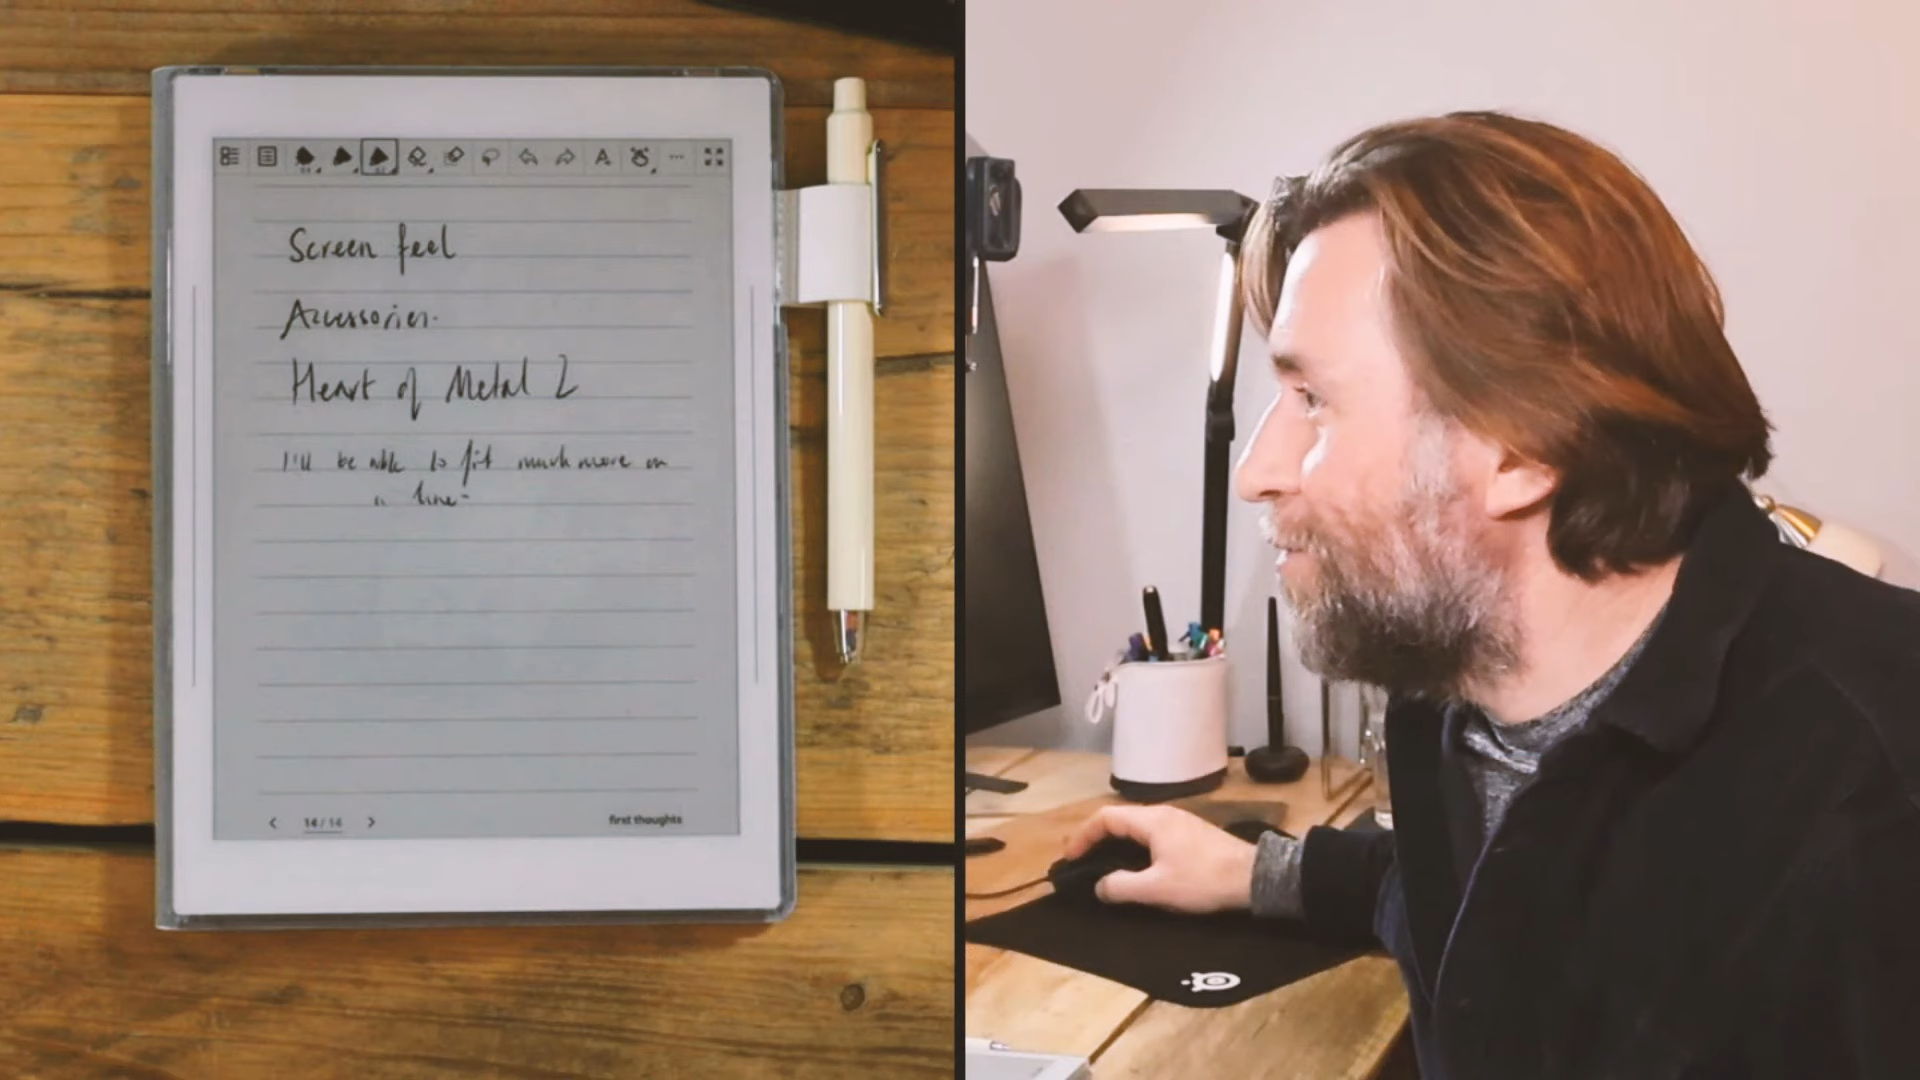 Screen feel
Accessories.
Heart of Metal 2
I'll be able to fit much more on
a line-
14/14
first thoughts